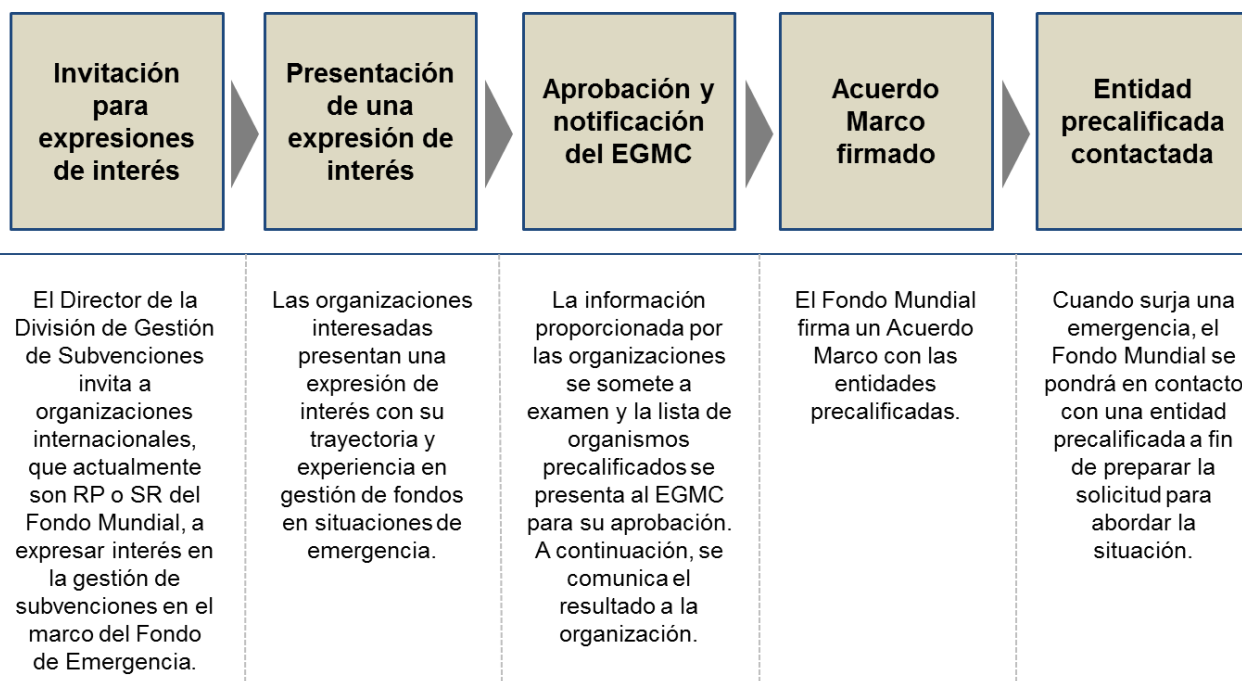 Invitación
para
expresiones
de interés
Presentación
de una
expresión de
interés
Aprobación y
notificación
del EGMC
Acuerdo
Marco
firmado
Entidad
precalificada
contactada
El Director de la
División de Gestión
de Subvenciones
invita a
organizaciones
internacionales,
que actualmente
son RP o SR del
Fondo Mundial, a
expresar interés en
la gestión de
subvenciones en el
marco del Fondo
de Emergencia.
Las organizaciones
interesadas
presentan una
expresión de
interés con su
trayectoria y
experiencia en
gestión de fondos
en situaciones de
emergencia.
La información
proporcionada por
las organizaciones
se somete a
examen y la lista de
organismos
precalificados se
presenta al EGMC
para su aprobación.
A continuación, se
comunica el
resultado a la
organización.
El Fondo Mundial
firma un Acuerdo
Marco con las
entidades
precalificadas.
Cuando surja una
emergencia, el
Fondo Mundial se
pondrá en contacto
con una entidad
precalificada a fin
de preparar la
solicitud para
abordar la
situación.